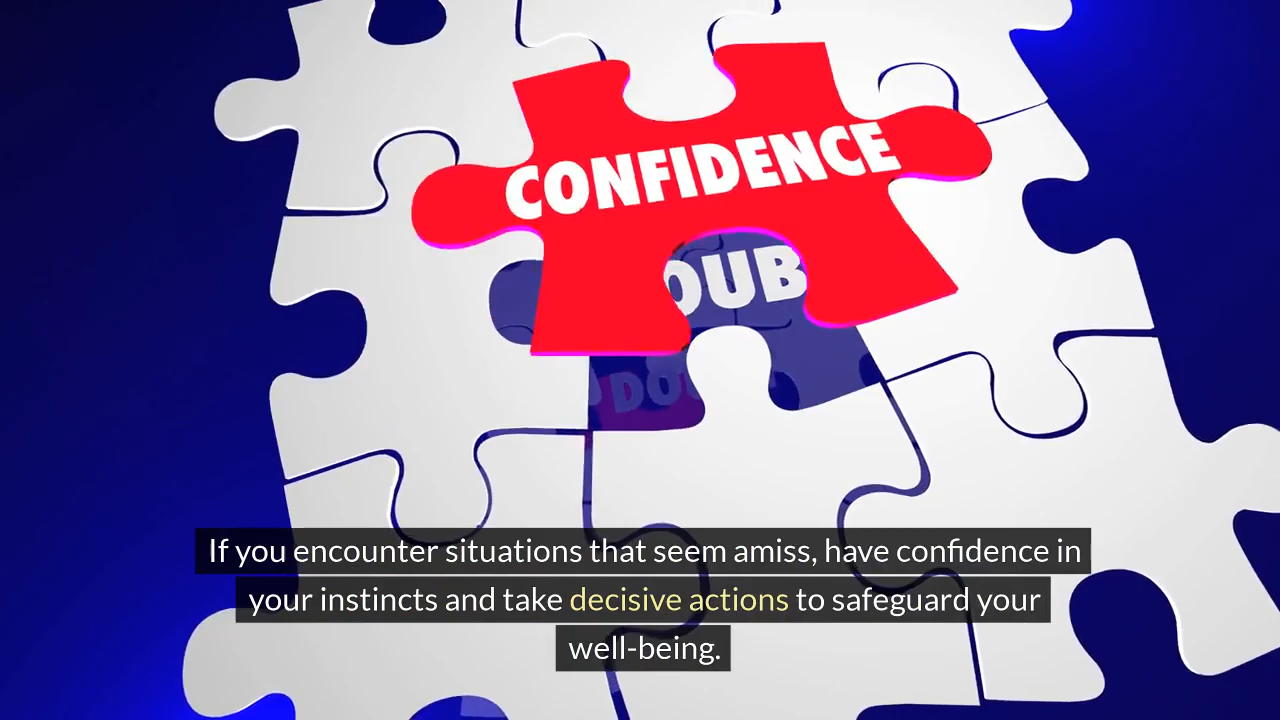 CONFIDENCE
OUB
DOU
If you encounter situations that seem amiss, have confidence in
your instincts and take decisive actions to safeguard your
well-being.